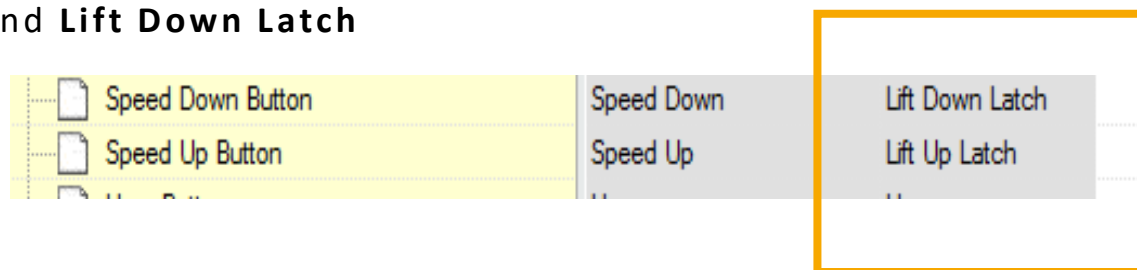 nd Lift Down Latch
Speed Down Button Speed Down Lift Down Latch
Speed Up Button Speed Up Lift Up Latch